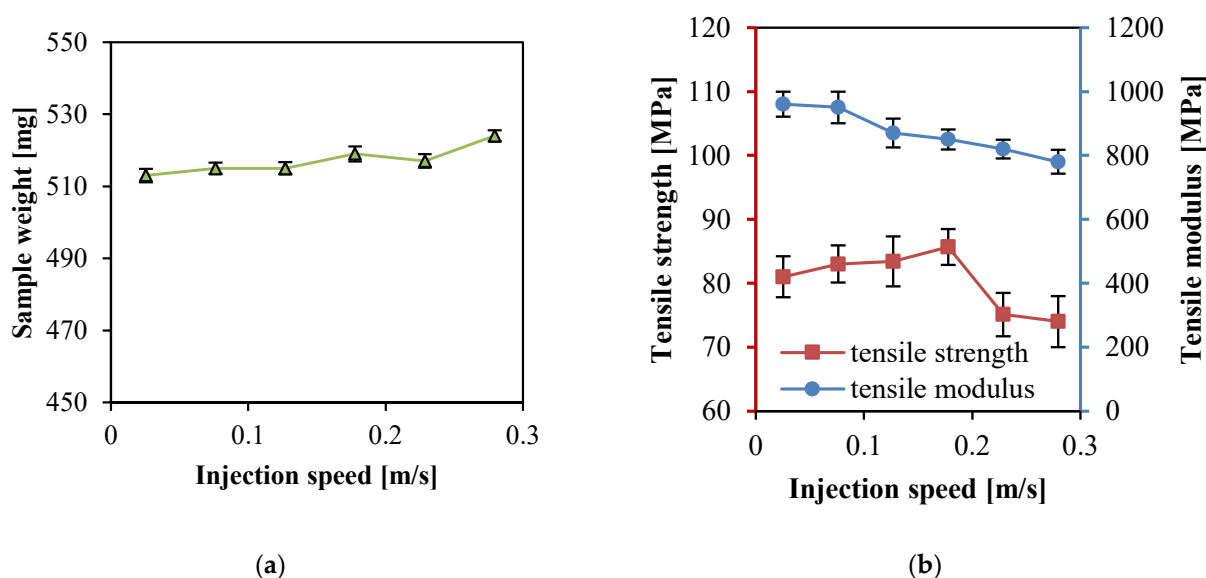 550
530
510
490
470
450
Sample weight [mg]
0 0.1 0.2 0.3
Injection speed [m/s]
(a)
120
110
100
90
80
70
60
Tensile strength [MPa]
1200
1000
800
600
400
200
0
Tensile modulus [MPa]
tensile strength
tensile modulus
0 0.1 0.2 0.3
Injection speed [m/s]
(b)